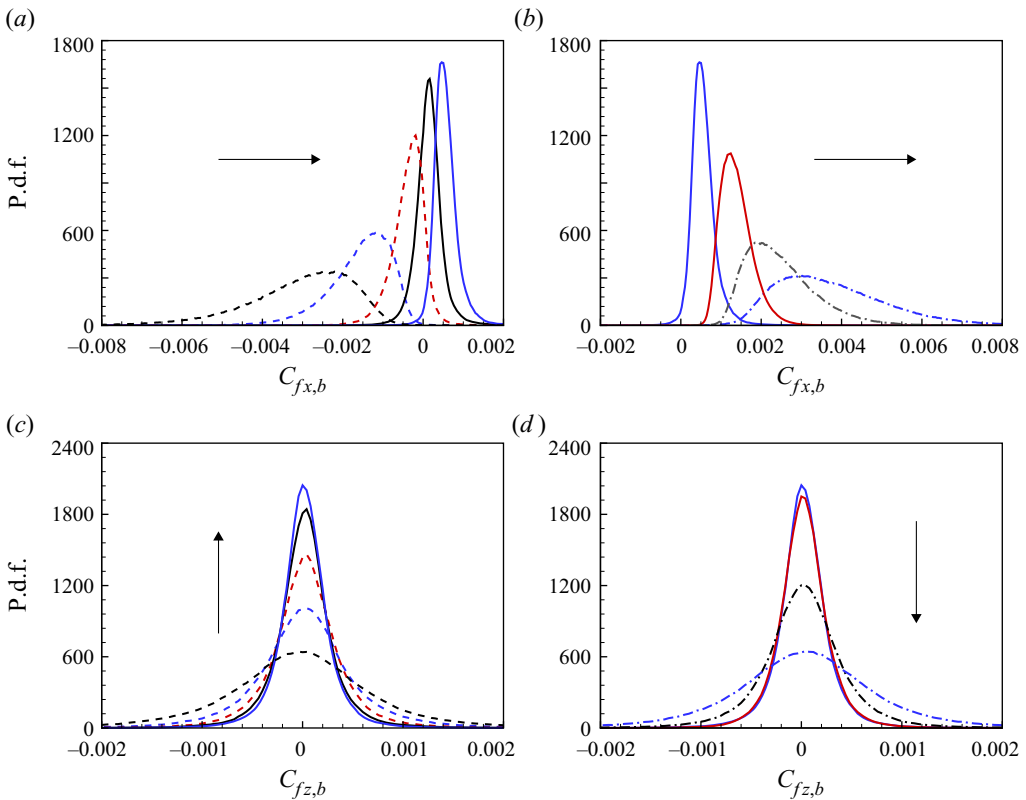 (a) (b)
1800 1800
1200 1200
P.d.f.
600 600
0 0
–0.008 –0.006 –0.004 –0.002 0 0.002 –0.002 0 0.002 0.004 0.006 0.008
C_{fx,b} C_{fx,b}
(c) (d)
2400 2400
1800 1800
1200 1200
P.d.f.
600 600
0 0
–0.002 –0.001 0 0.001 0.002 –0.002 –0.001 0 0.001 0.002
C_{fz,b} C_{fz,b}